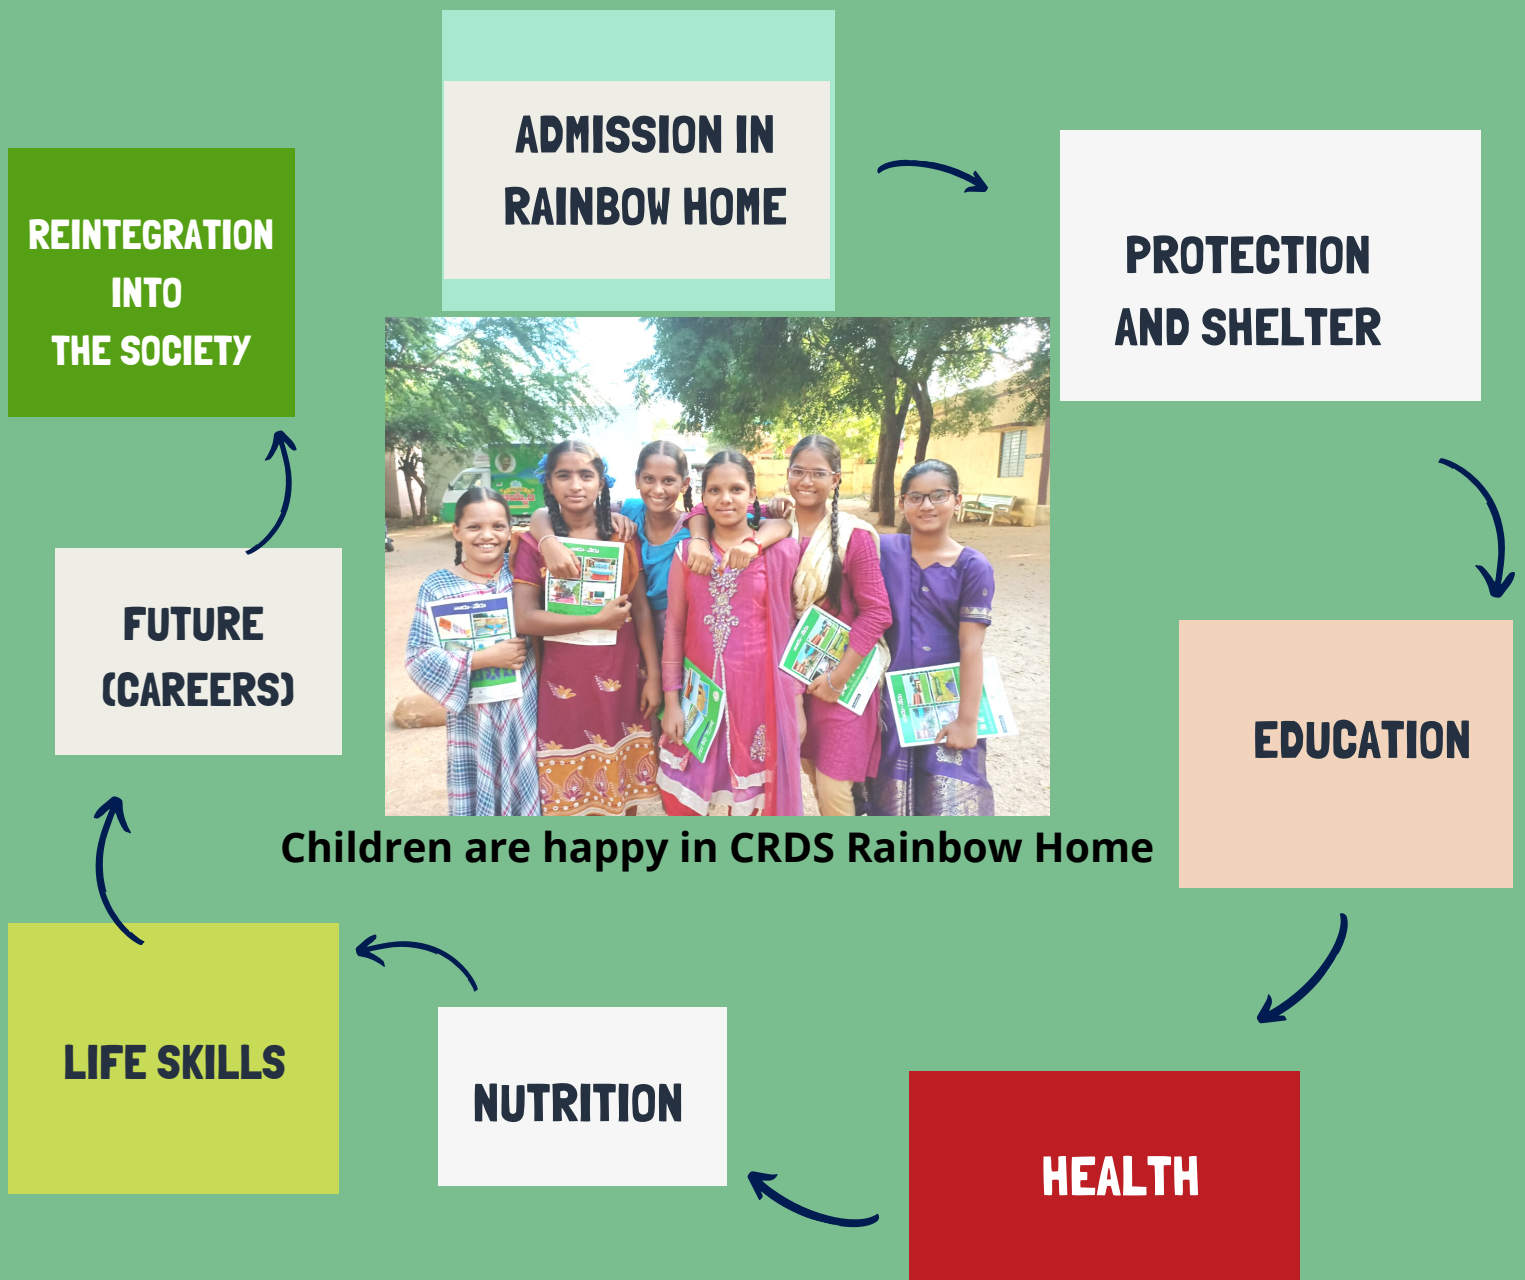 ADMISSION IN
RAINBOW HOME
PROTECTION
AND SHELTER
EDUCATION
HEALTH
NUTRITION
LIFE SKILLS
FUTURE
(CAREERS)
REINTEGRATION
INTO
THE SOCIETY
Children are happy in CRDS Rainbow Home